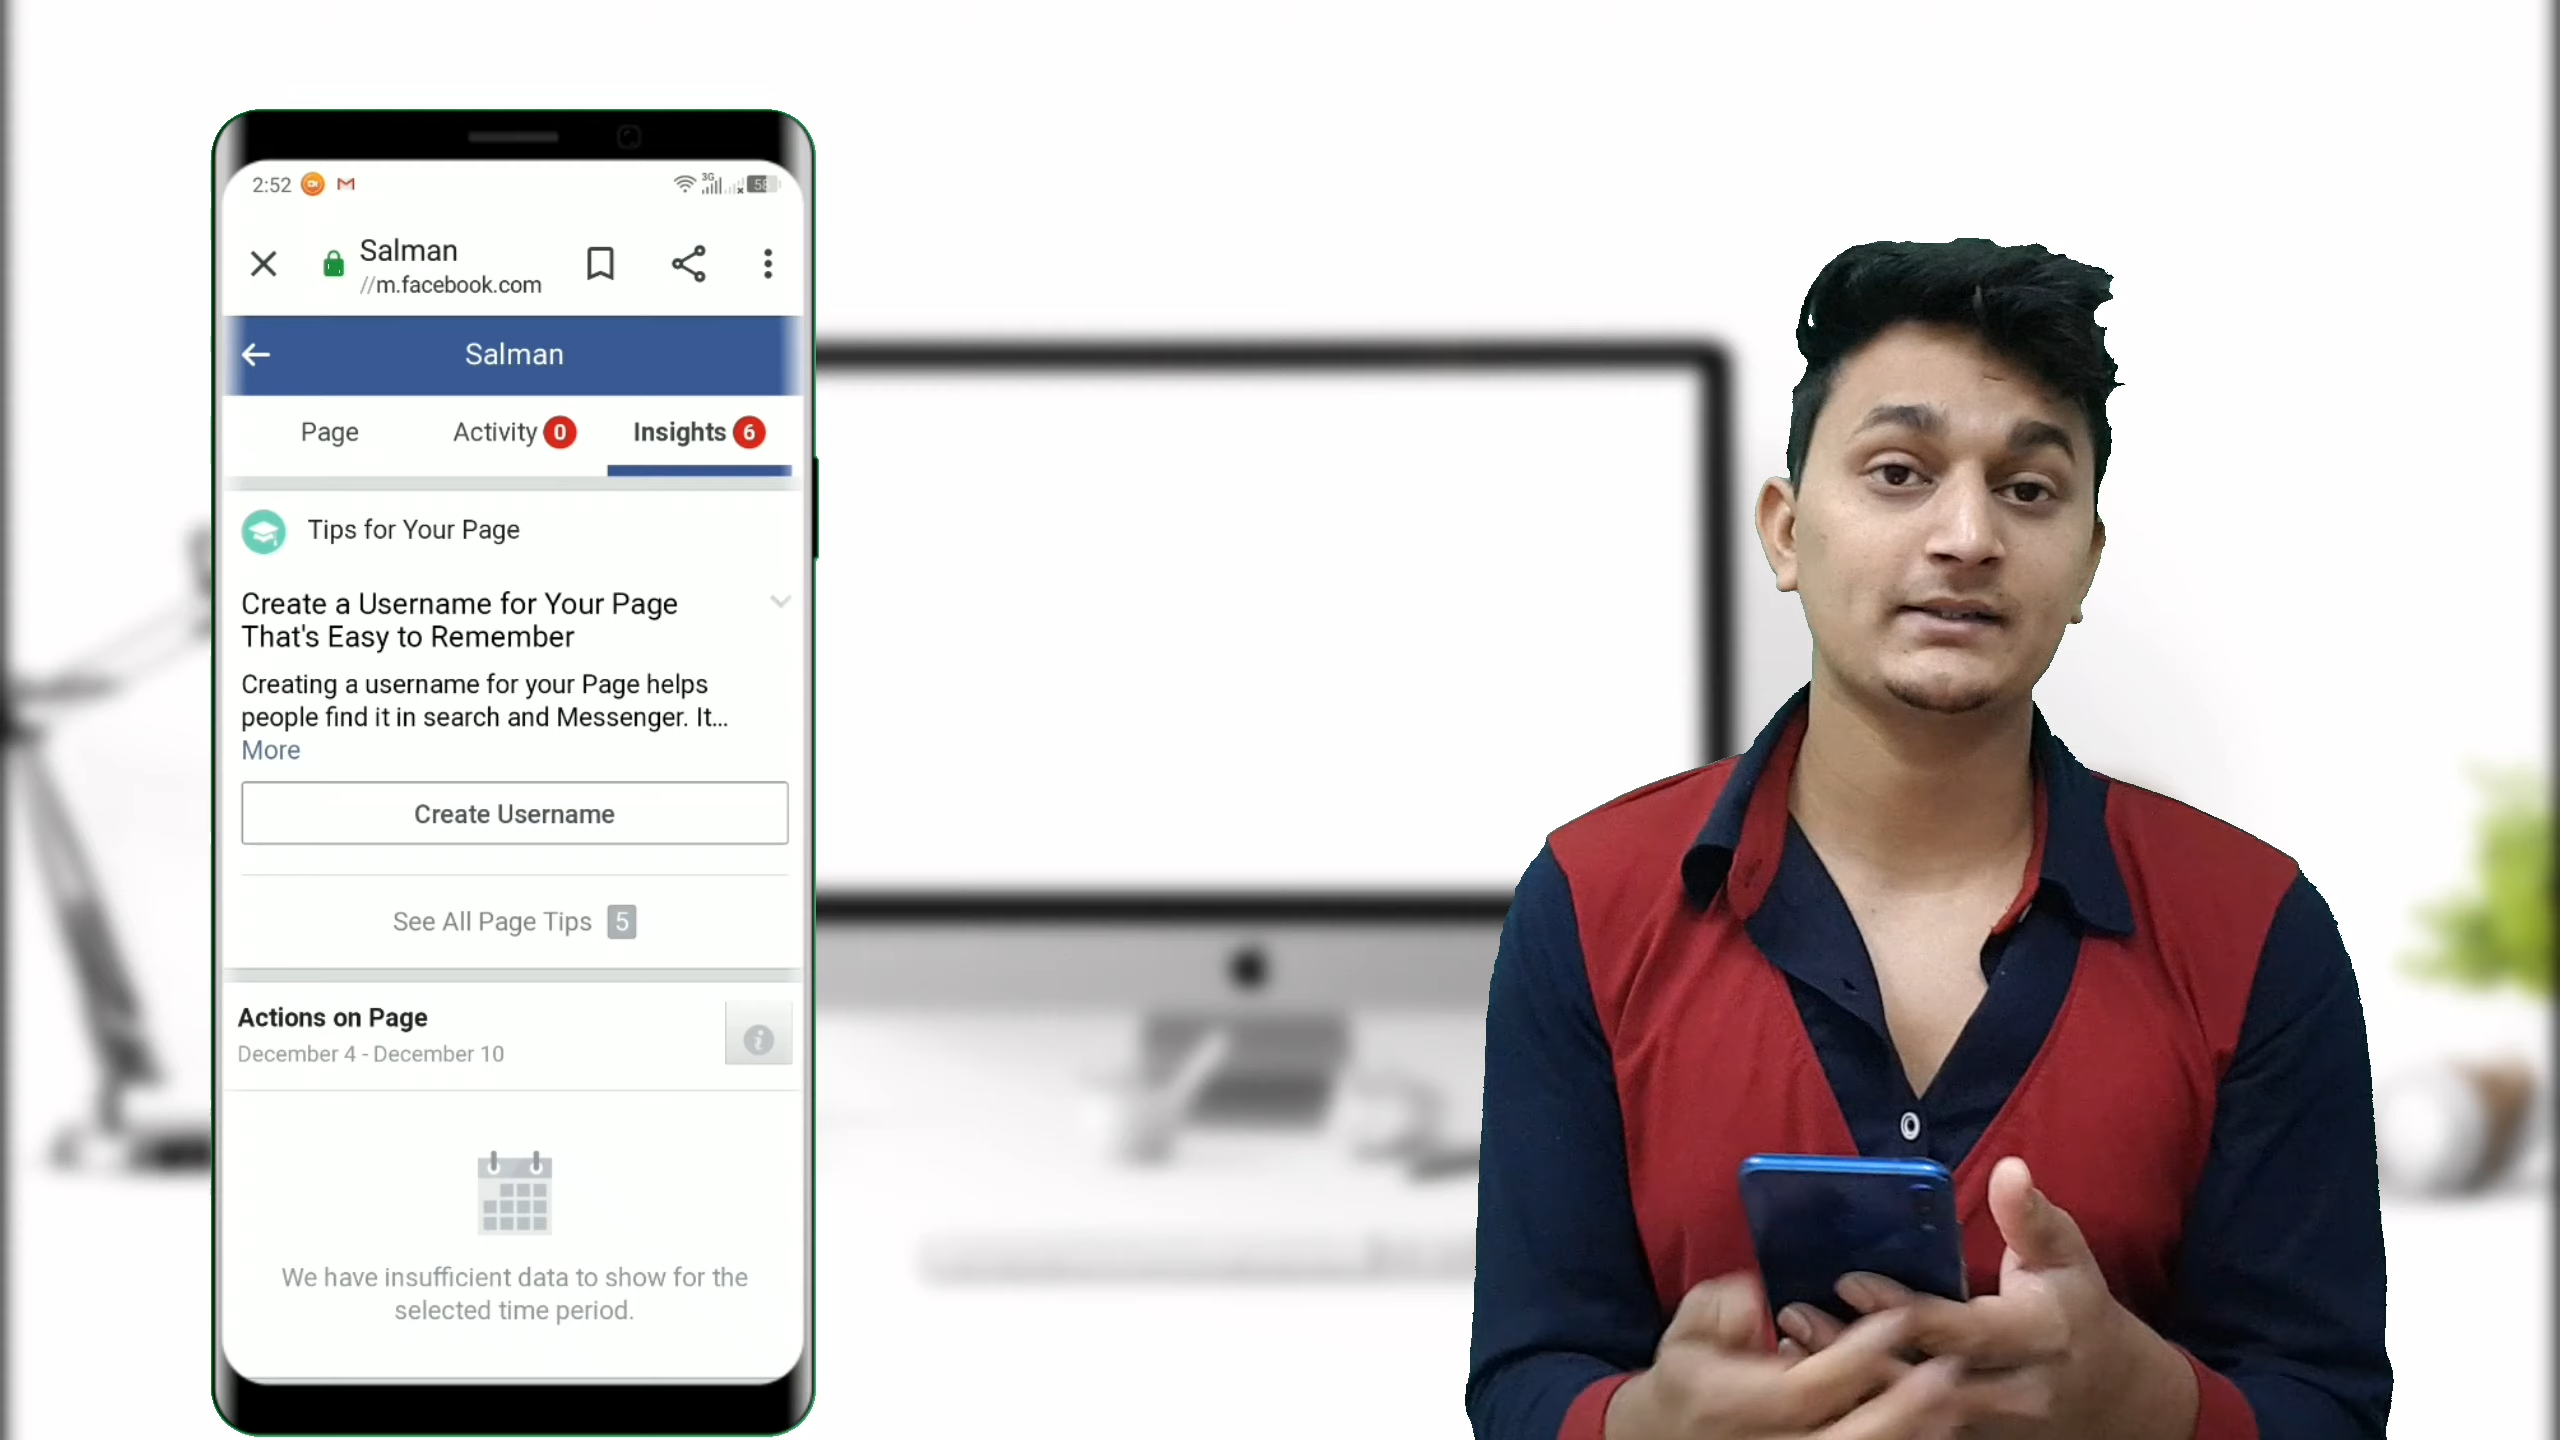 2:52
3G
58
Salman
//m.facebook.com
Salman
Page
Activity 0
Insights 6
Tips for Your Page
Create a Username for Your Page
That's Easy to Remember
Creating a username for your Page helps
people find it in search and Messenger. It...
More
Create Username
See All Page Tips 5
Actions on Page
December 4 - December 10
We have insufficient data to show for the
selected time period.